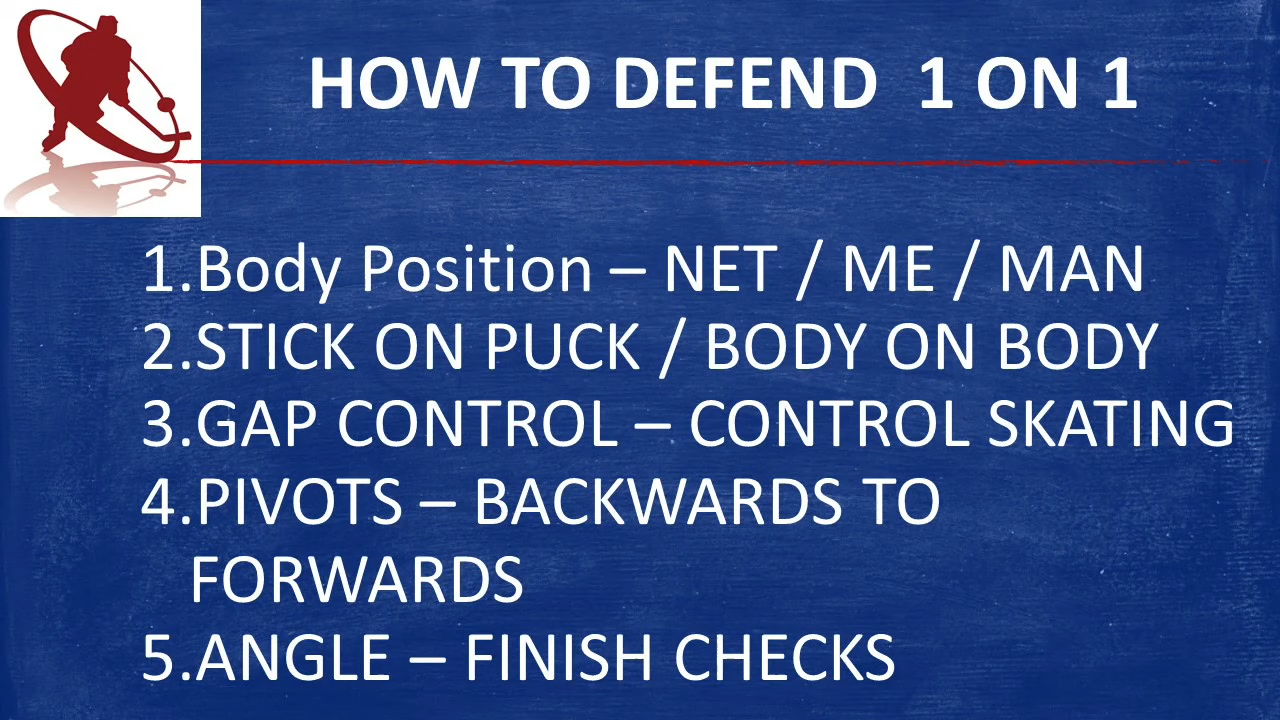 HOW TO DEFEND  1 ON 1
1.Body Position – NET / ME / MAN
2.STICK ON PUCK / BODY ON BODY
3.GAP CONTROL – CONTROL SKATING
4.PIVOTS – BACKWARDS TO
FORWARDS
5.ANGLE – FINISH CHECKS